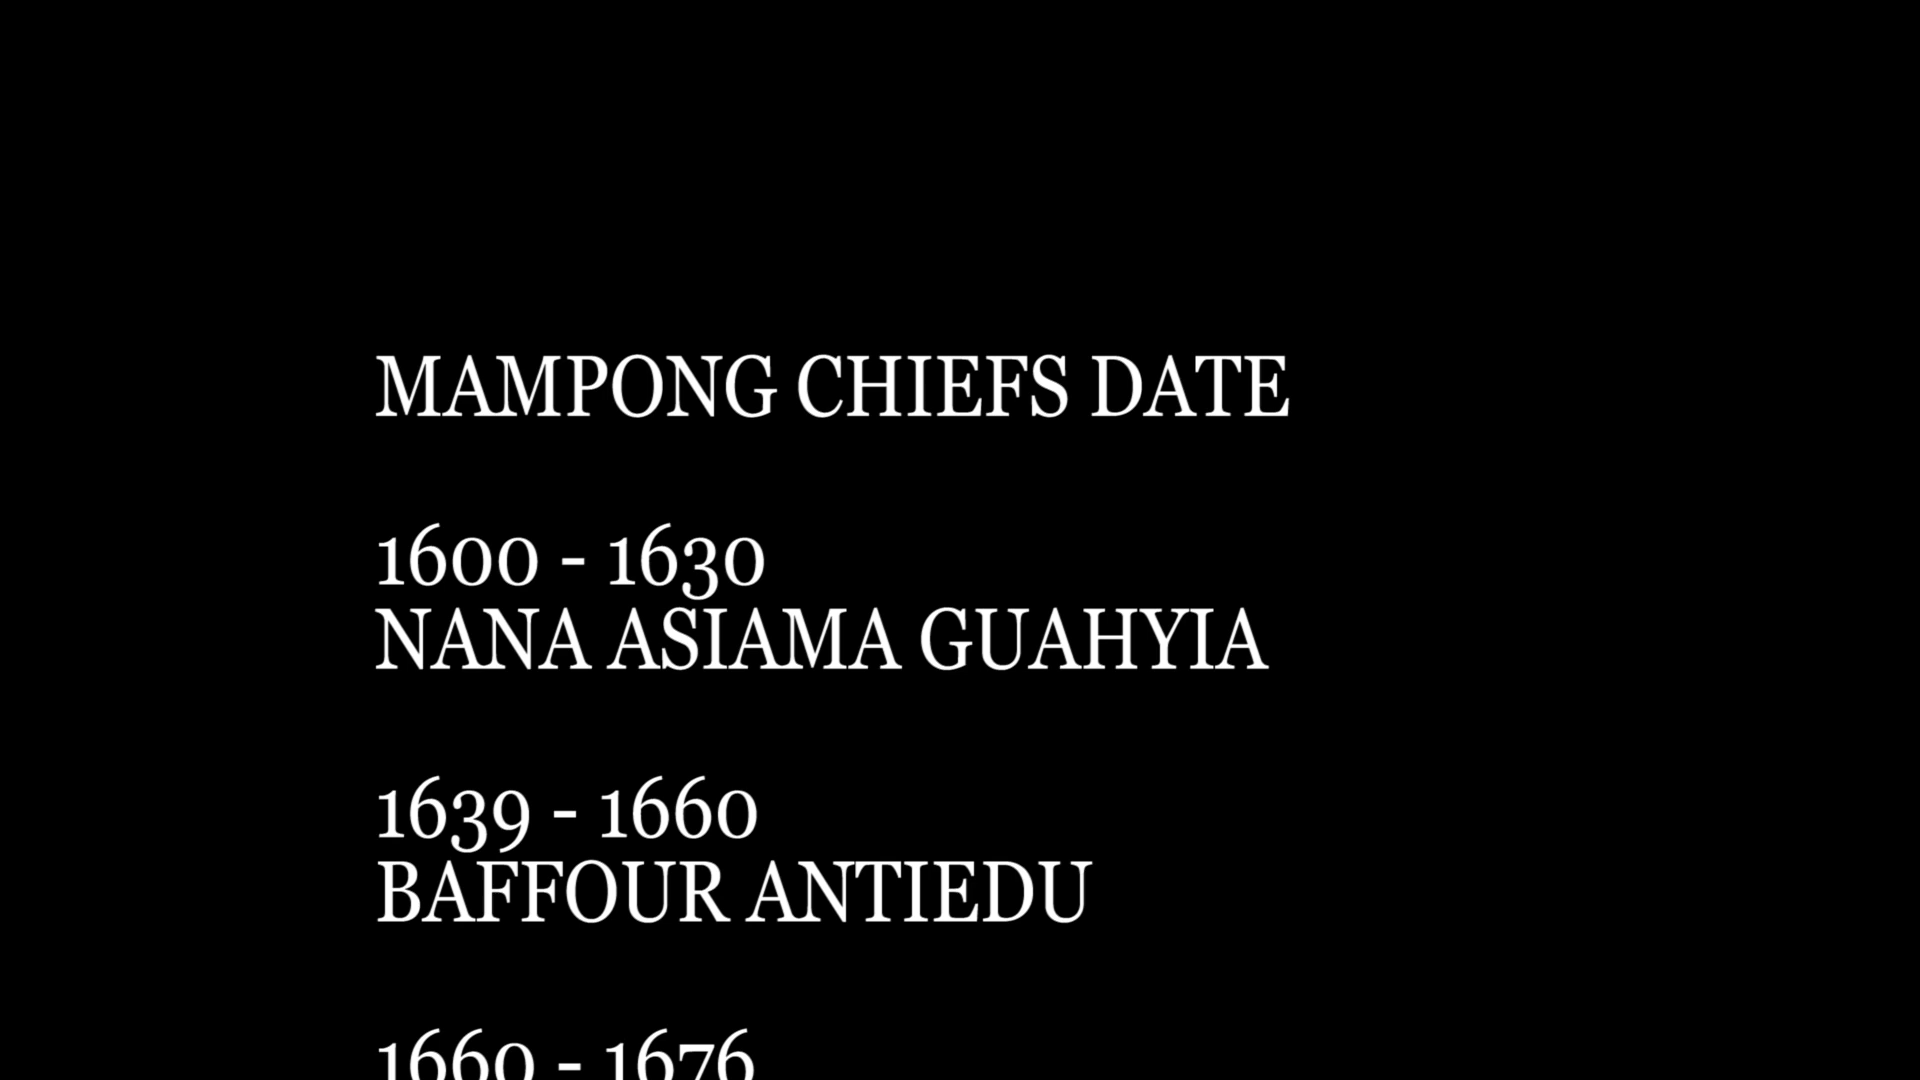 MAMPONG CHIEFS DATE
1600 - 1630
NANA ASIAMA GUAHYIA
1639 - 1660
BAFFOUR ANTIEDU
1660 - 1676